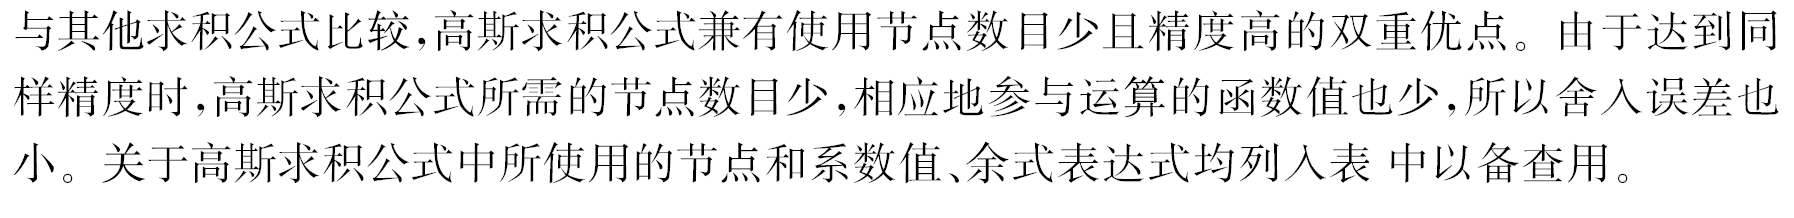 与其他求积公式比较,高斯求积公式兼有使用节点数目少且精度高的双重优点。由于达到同
样精度时,高斯求积公式所需的节点数目少,相应地参与运算的函数值也少,所以舍入误差也
小。关于高斯求积公式中所使用的节点和系数值、余式表达式均列入表 中以备查用。